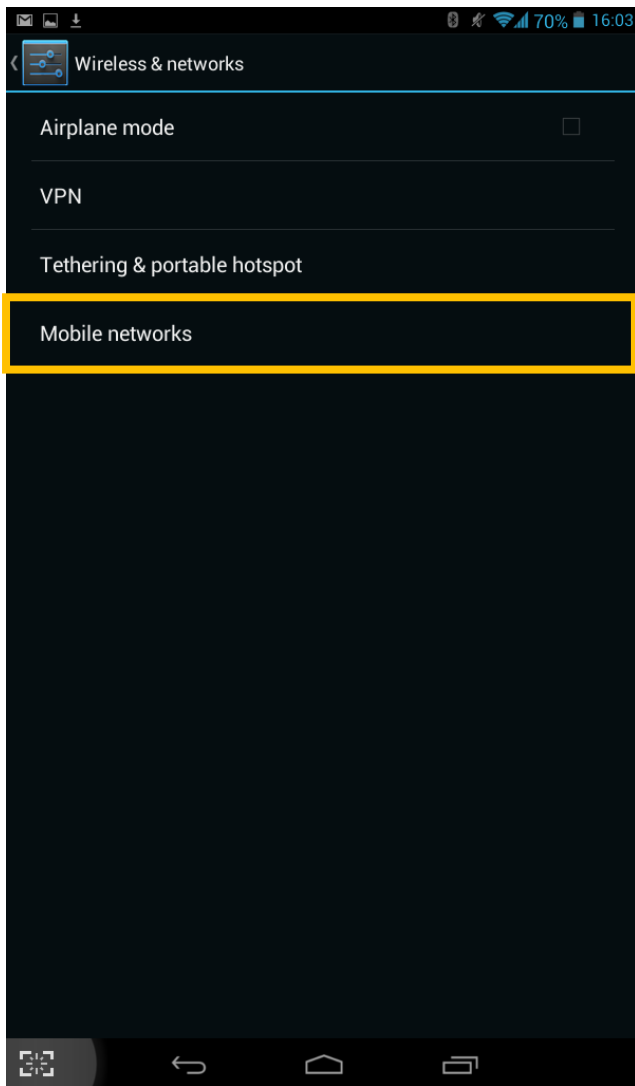 70% 16:03
Wireless & networks
Airplane mode
VPN
Tethering & portable hotspot
Mobile networks